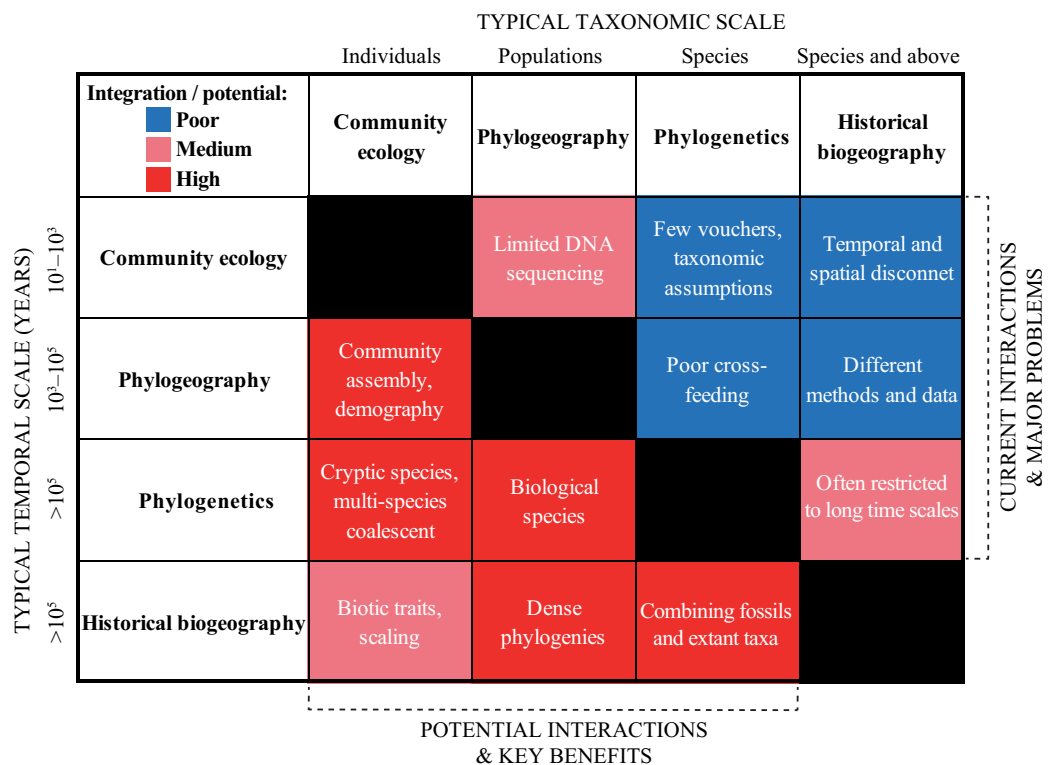 TYPICAL TAXONOMIC SCALE
Individuals Populations Species Species and above
Integration / potential:
Poor
Medium
High
Community
ecology
Phylogeography
Phylogenetics
Historical
biogeography
TYPICAL TEMPORAL SCALE (YEARS)
10¹–10³
Community ecology
Limited DNA
sequencing
Few vouchers,
taxonomic
assumptions
Temporal and
spatial disconnet
10³–10⁵
Phylogeography
Community
assembly,
demography
Poor cross-
feeding
Different
methods and data
>10⁵
Phylogenetics
Cryptic species,
multi-species
coalescent
Biological
species
Often restricted
to long time scales
>10⁵
Historical biogeography
Biotic traits,
scaling
Dense
phylogenies
Combining fossils
and extant taxa
CURRENT INTERACTIONS
& MAJOR PROBLEMS
POTENTIAL INTERACTIONS
& KEY BENEFITS